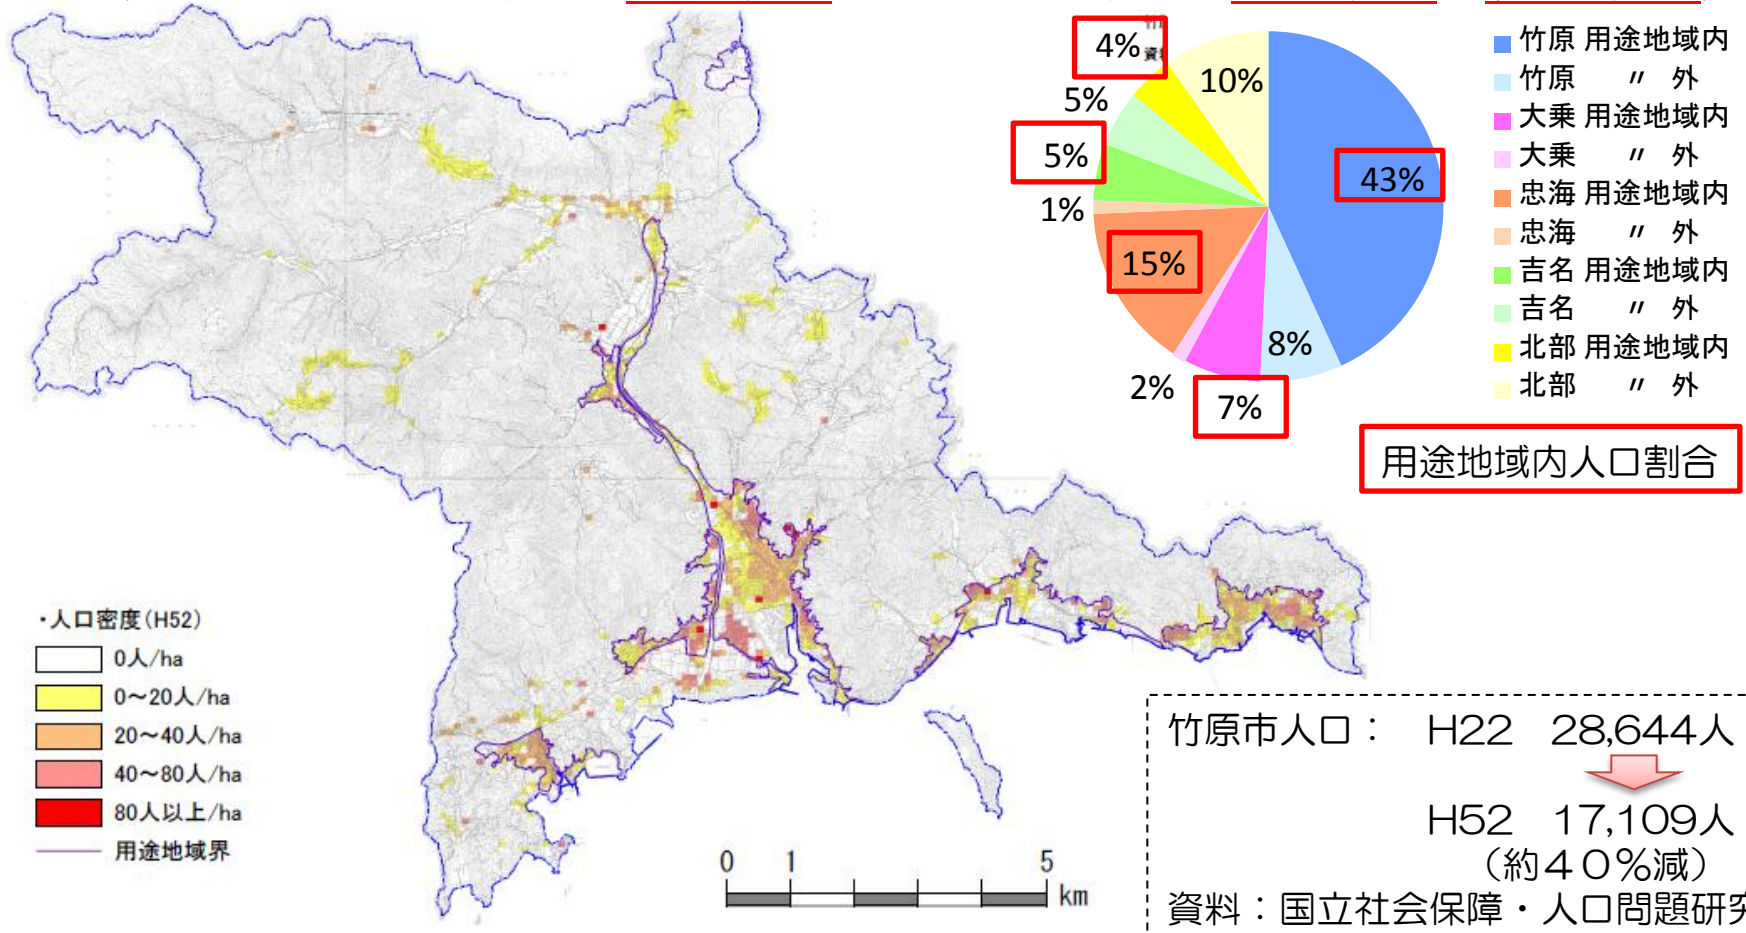 4%
10%
5%
5%
43%
1%
15%
8%
2%
7%
竹原 用途地域内
竹原 〃 外
大乗 用途地域内
大乗 〃 外
忠海 用途地域内
忠海 〃 外
吉名 用途地域内
吉名 〃 外
北部 用途地域内
北部 〃 外
用途地域内人口割合
・人口密度(H52)
0人/ha
0～20人/ha
20～40人/ha
40～80人/ha
80人以上/ha
用途地域界
0 1 5
km
竹原市人口： H22 28,644人
H52 17,109人
（約４０％減）
資料：国立社会保障・人口問題研究